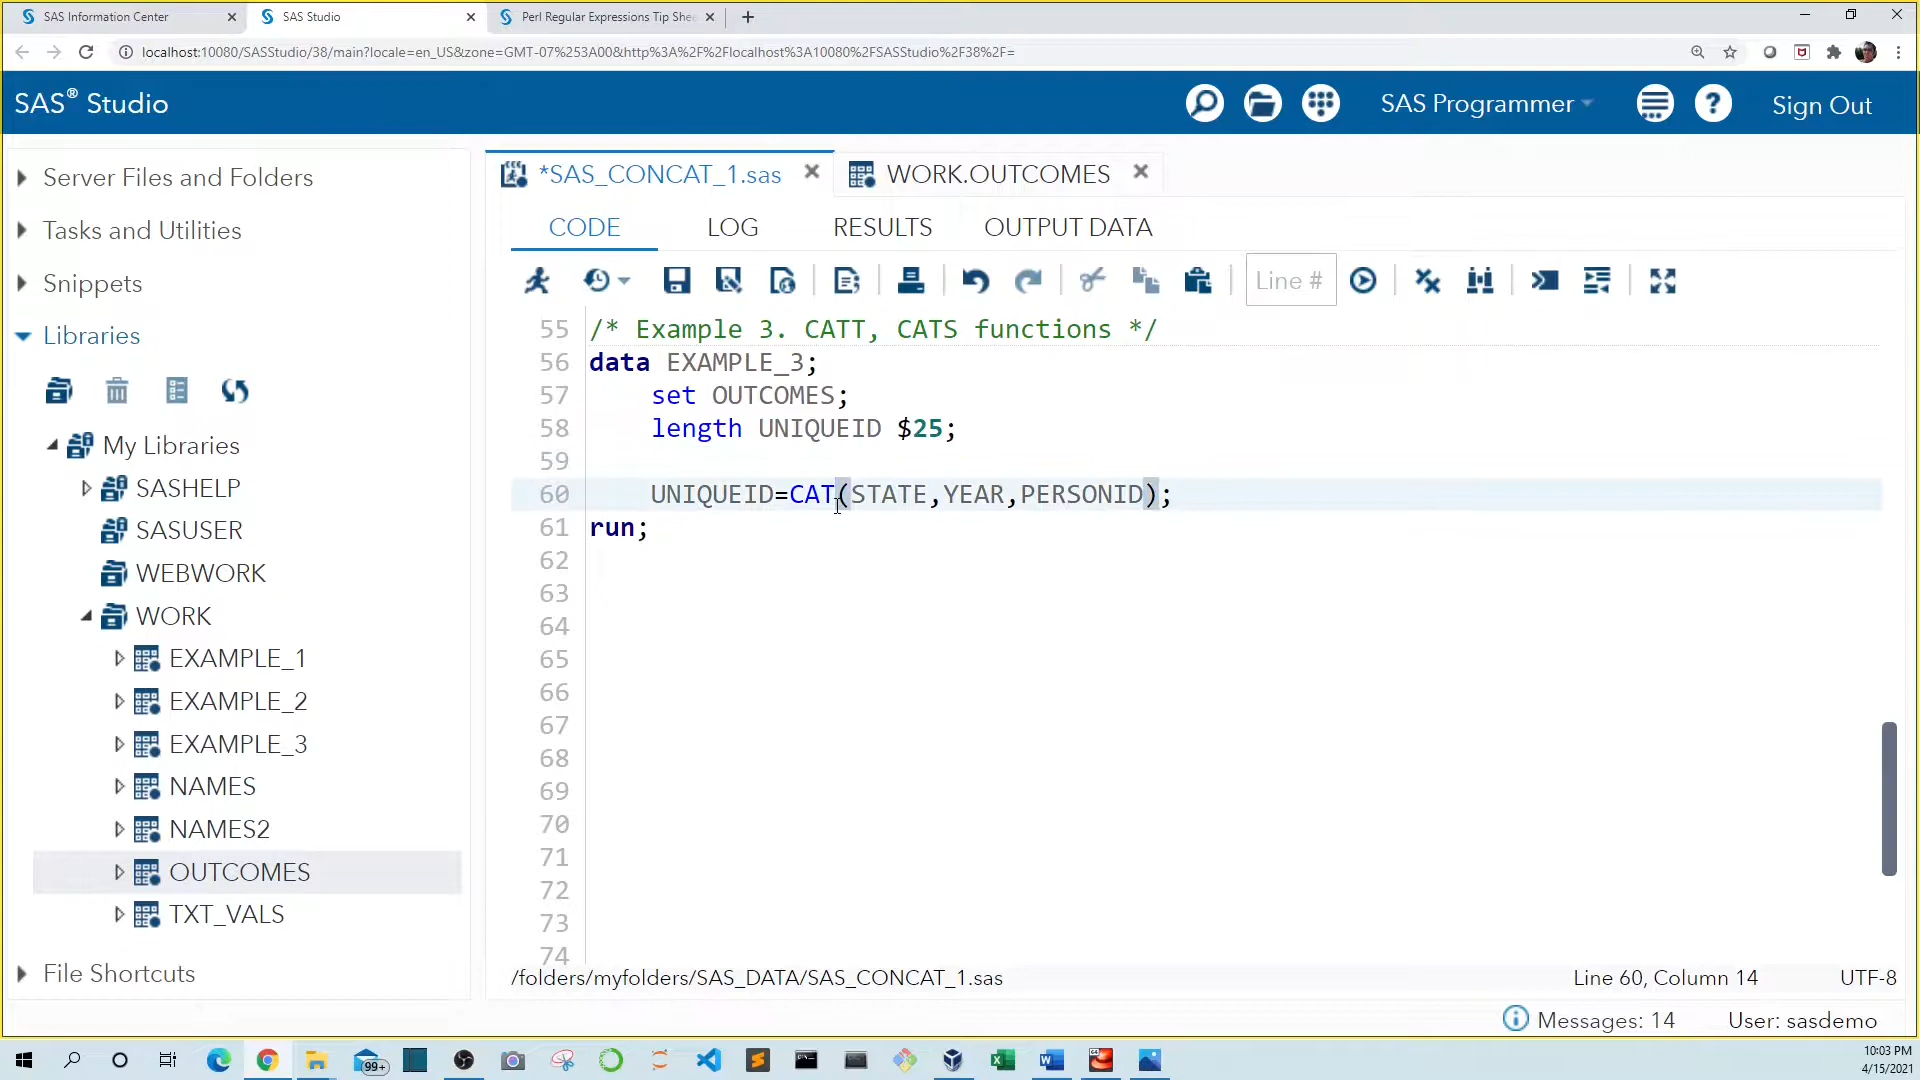 SAS Information Center
SAS Studio
Perl Regular Expressions Tip She
localhost:10080/SASStudio/38/main?locale=en_US&zone=GMT-07%253A00&http%3A%2F%2Flocalhost%3A10080%2FSASStudio%2F38%2F=
SAS® Studio
SAS Programmer
Sign Out
Server Files and Folders
Tasks and Utilities
Snippets
Libraries
My Libraries
SASHELP
SASUSER
WEBWORK
WORK
EXAMPLE_1
EXAMPLE_2
EXAMPLE_3
NAMES
NAMES2
OUTCOMES
TXT_VALS
File Shortcuts
*SAS_CONCAT_1.sas
WORK.OUTCOMES
CODE LOG RESULTS OUTPUT DATA
Line #
55 /* Example 3. CATT, CATS functions */
56 data EXAMPLE_3;
57 set OUTCOMES;
58 length UNIQUEID $25;
59
60 UNIQUEID=CAT(STATE,YEAR,PERSONID);
61 run;
62
63
64
65
66
67
68
69
70
71
72
73
74
/folders/myfolders/SAS_DATA/SAS_CONCAT_1.sas
Line 60, Column 14
UTF-8
Messages: 14
User: sasdemo
99+
10:03 PM
4/15/2021